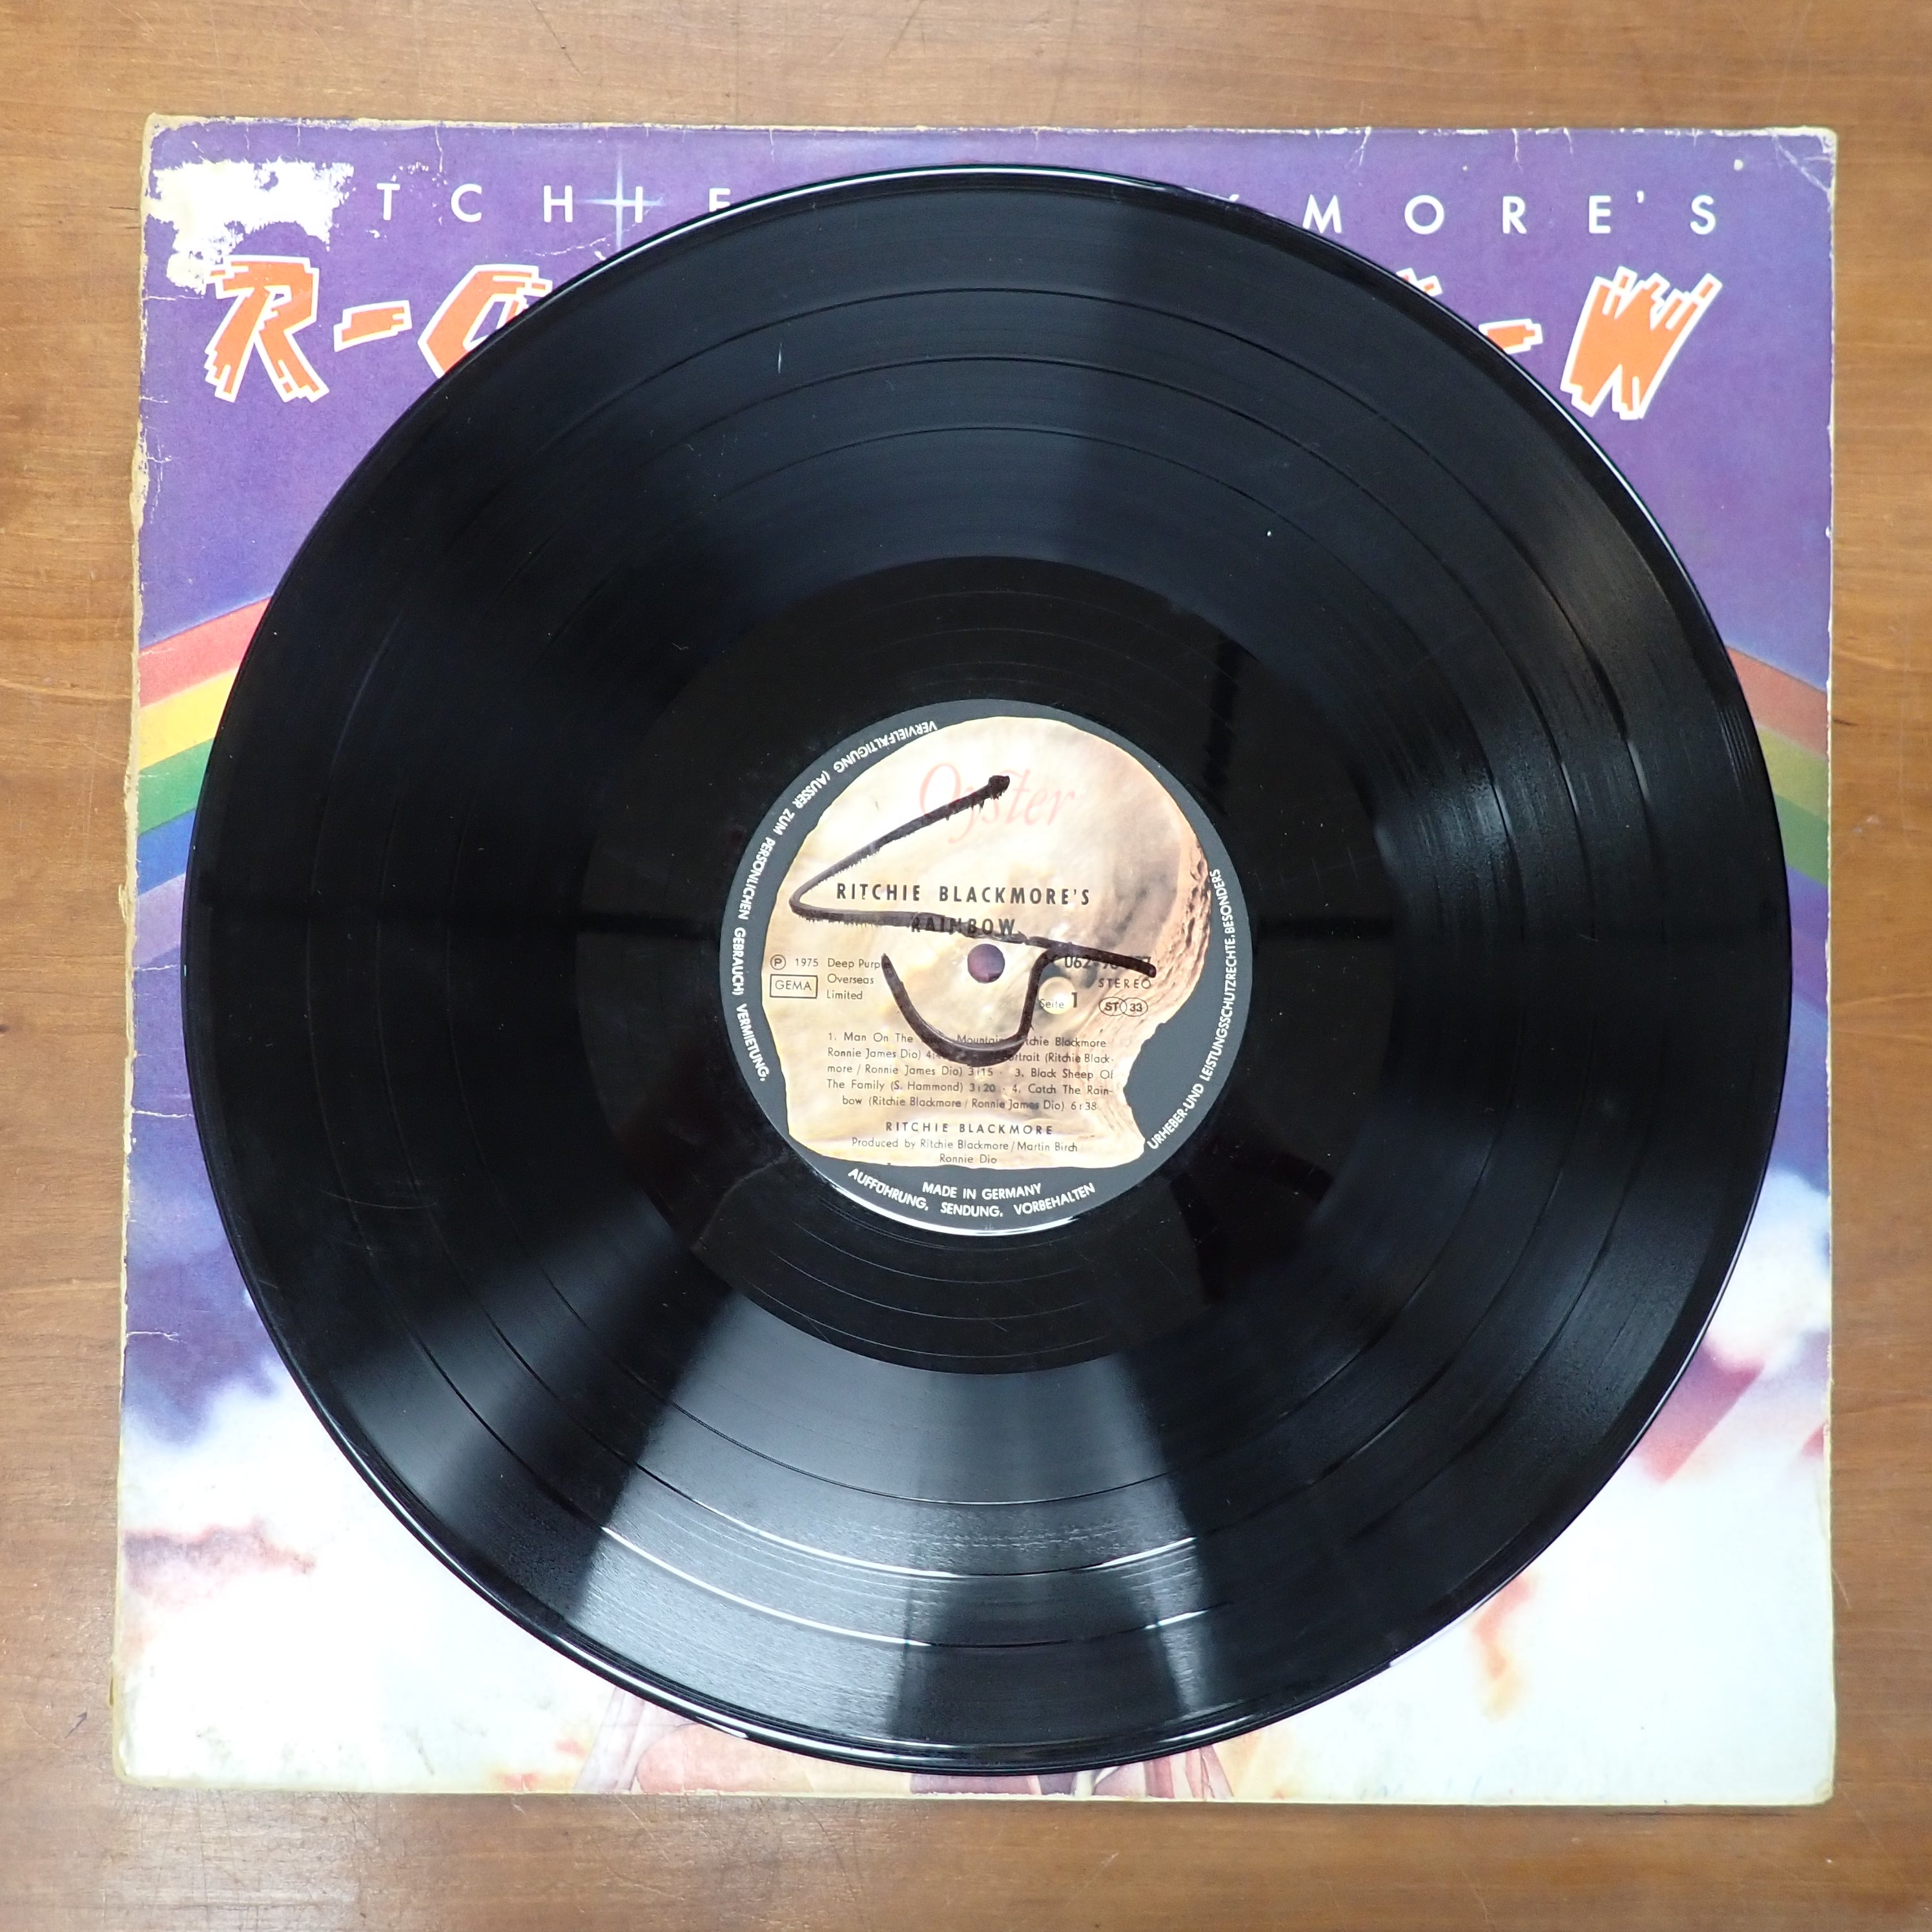 TCHIE MORE'S
R- -W
Oyster
RITCHIE BLACKMORE'S
RAINBOW
Ⓟ 1975 Deep Purple
Overseas
Limited
GEMA
062
STEREO
Seite 1
ST 33
1. Man On The Mountain Ritchie Blackmore
Ronnie James Dio) (Ritchie Black-
more / Ronnie James Dio) 3:15 · 3. Black Sheep Of
The Family (S. Hammond) 3:20 · 4. Catch The Rain-
bow (Ritchie Blackmore / Ronnie James Dio) 6:38
RITCHIE BLACKMORE
Produced by Ritchie Blackmore / Martin Birch
Ronnie Dio
MADE IN GERMANY
URHEBER-UND LEISTUNGSSCHUTZRECHTE, BESONDERS
VERVIELFÄLTIGUNG (AUSSER ZUM PERSÖNLICHEN GEBRAUCH) VERMIETUNG,
AUFFÜHRUNG, SENDUNG, VORBEHALTEN